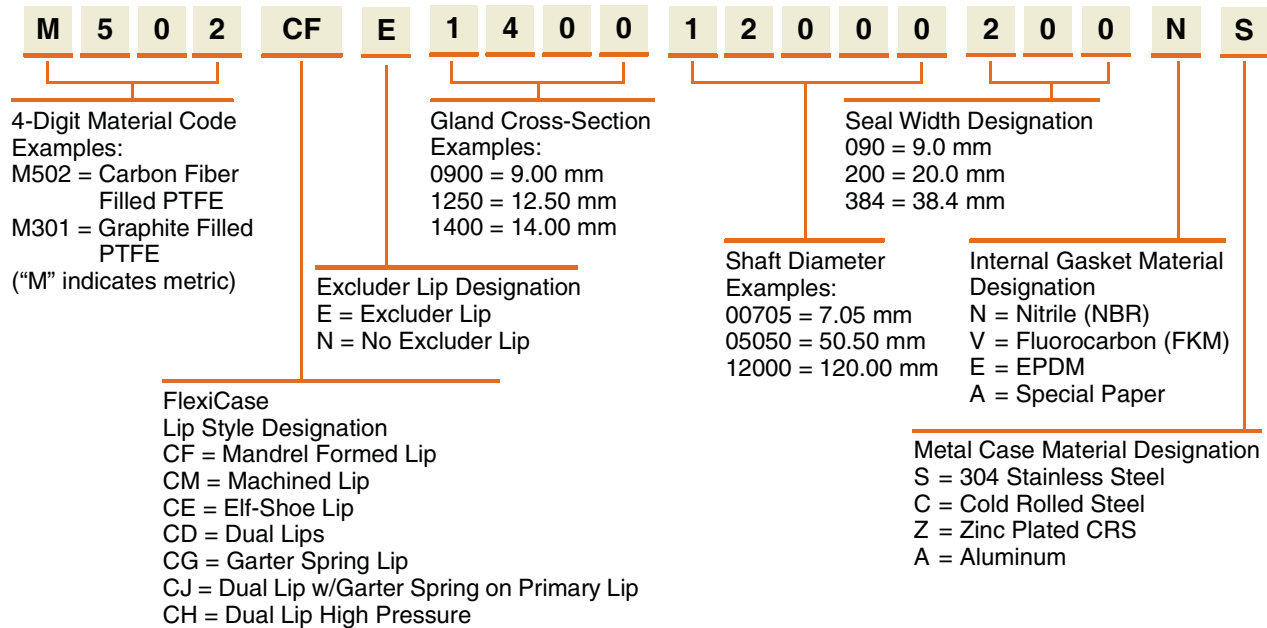 M 5 0 2 CF E 1 4 0 0 1 2 0 0 0 2 0 0 N S
4-Digit Material Code
Examples:
M502 = Carbon Fiber
Filled PTFE
M301 = Graphite Filled
PTFE
(“M” indicates metric)
Gland Cross-Section
Examples:
0900 = 9.00 mm
1250 = 12.50 mm
1400 = 14.00 mm
Seal Width Designation
090 = 9.0 mm
200 = 20.0 mm
384 = 38.4 mm
Excluder Lip Designation
E = Excluder Lip
N = No Excluder Lip
Shaft Diameter
Examples:
00705 = 7.05 mm
05050 = 50.50 mm
12000 = 120.00 mm
Internal Gasket Material
Designation
N = Nitrile (NBR)
V = Fluorocarbon (FKM)
E = EPDM
A = Special Paper
FlexiCase
Lip Style Designation
CF = Mandrel Formed Lip
CM = Machined Lip
CE = Elf-Shoe Lip
CD = Dual Lips
CG = Garter Spring Lip
CJ = Dual Lip w/Garter Spring on Primary Lip
CH = Dual Lip High Pressure
Metal Case Material Designation
S = 304 Stainless Steel
C = Cold Rolled Steel
Z = Zinc Plated CRS
A = Aluminum